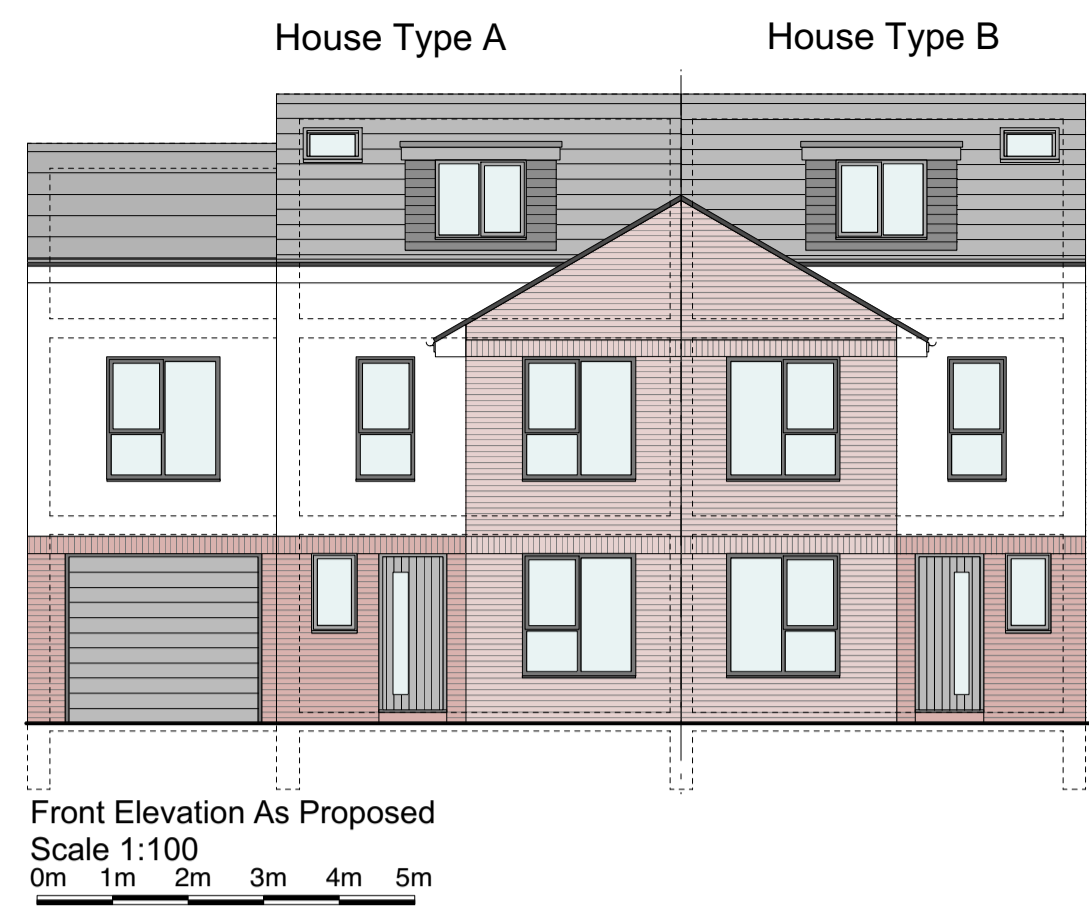 House Type A
House Type B
Front Elevation As Proposed
Scale 1:100
0m 1m 2m 3m 4m 5m